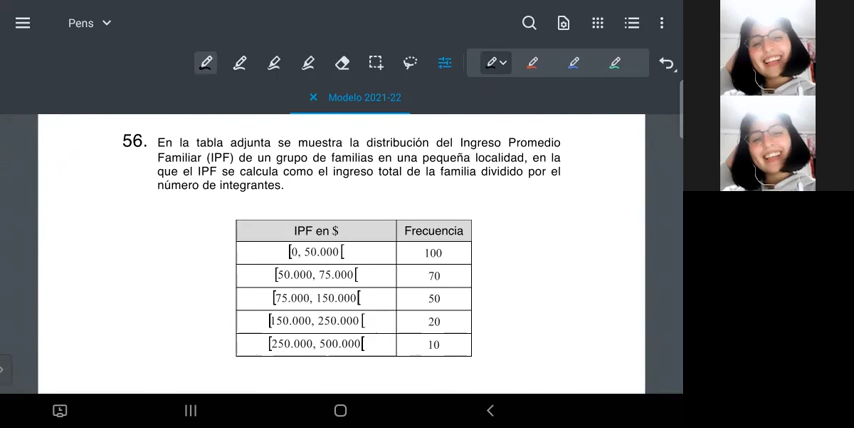 Pens
Modelo 2021-22
56. En la tabla adjunta se muestra la distribución del Ingreso Promedio
Familiar (IPF) de un grupo de familias en una pequeña localidad, en la
que el IPF se calcula como el ingreso total de la familia dividido por el
número de integrantes.
IPF en $ Frecuencia
[0, 50.000[ 100
[50.000, 75.000[ 70
[75.000, 150.000[ 50
[150.000, 250.000[ 20
[250.000, 500.000[ 10